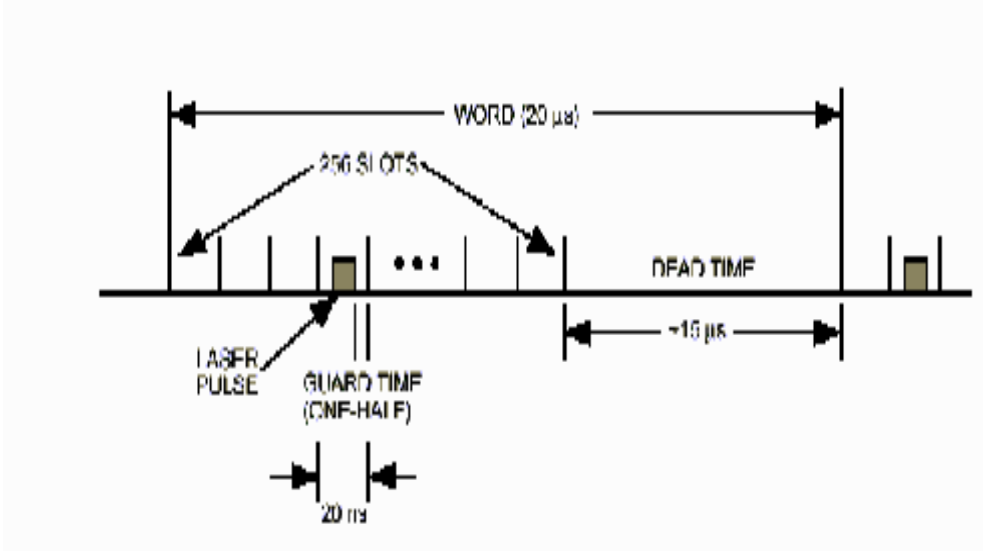 WORD (20 µs)
256 SLOTS
DEAD TIME
~15 µs
LASER
PULSE
GUARD TIME
(ONE-HALF)
20 ns